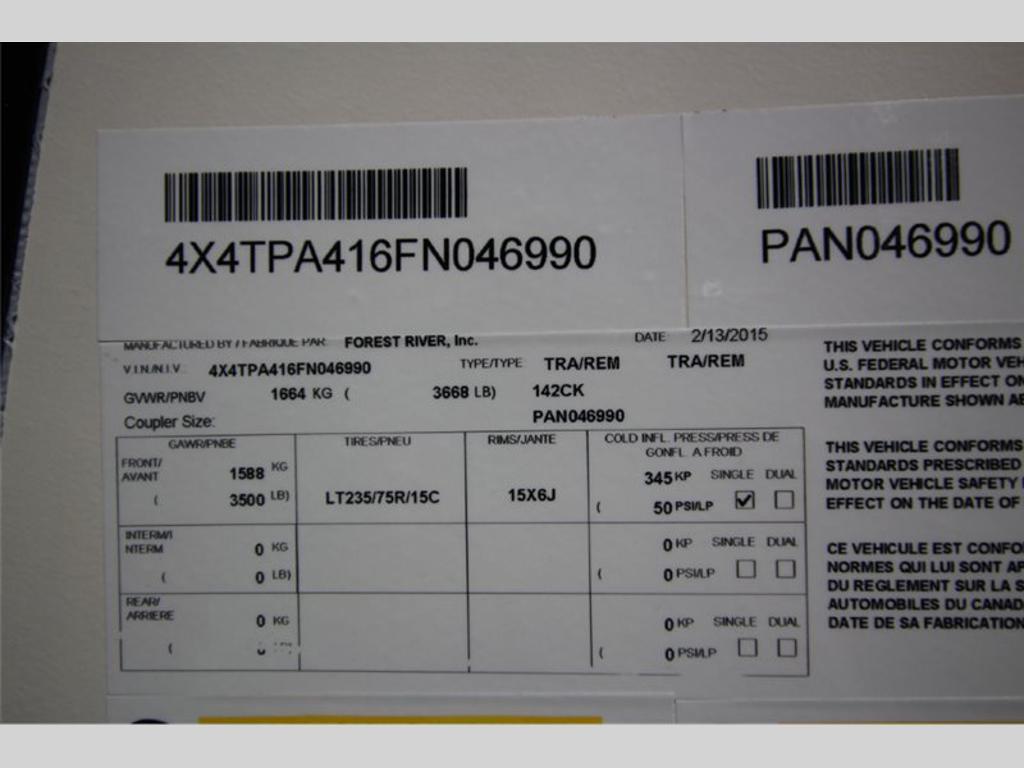 4X4TPA416FN046990
PAN046990
MANUFACTURED BY / FABRIQUE PAR: FOREST RIVER, Inc. DATE: 2/13/2015
V.I.N./N.I.V.: 4X4TPA416FN046990 TYPE/TYPE TRA/REM TRA/REM
GVWR/PNBV 1664 KG ( 3668 LB) 142CK
Coupler Size: PAN046990
GAWR/PNBE TIRES/PNEU RIMS/JANTE COLD INFL. PRESS/PRESS DE
GONFL. A FROID
FRONT/
AVANT 1588 KG 345 KP SINGLE DUAL
( 3500 LB) LT235/75R/15C 15X6J ( 50 PSI/LP
INTERM/I
NTERM 0 KG 0 KP SINGLE DUAL
( 0 LB) ( 0 PSI/LP
REAR/
ARRIERE 0 KG 0 KP SINGLE DUAL
( ( 0 PSI/LP
THIS VEHICLE CONFORMS
U.S. FEDERAL MOTOR VEH
STANDARDS IN EFFECT ON
MANUFACTURE SHOWN AB
THIS VEHICLE CONFORMS
STANDARDS PRESCRIBED
MOTOR VEHICLE SAFETY
EFFECT ON THE DATE OF
CE VEHICULE EST CONFO
NORMES QUI LUI SONT AP
DU REGLEMENT SUR LA S
AUTOMOBILES DU CANAD
DATE DE SA FABRICATION